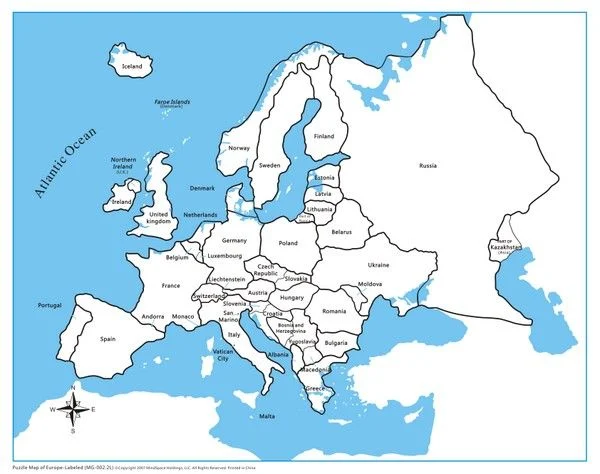 Iceland
Faroe Islands
(Denmark)
Atlantic Ocean
Norway
Sweden
Finland
Russia
Northern
Ireland
(U.K.)
Ireland
United
kingdom
Denmark
Netherlands
Estonia
Latvia
Lithuania
Part of
Belarus
Germany
Poland
PART OF
Kazakhstan
(Asia)
Belgium
Luxembourg
Czech
Republic
Slovakia
Ukraine
Moldova
France
Liechtenstein
Switzerland
Austria
Hungary
Slovenia
Croatia
Romania
Portugal
Spain
Andorra
Monaco
San
Marino
Italy
Bosnia and
Herzegovina
Yugoslavia
Bulgaria
Vatican
City
Albania
Macedonia
Greece
Malta
N
W
E
S
Puzzle Map of Europe-Labeled (MG-002.2L) ©Copyright 2007 MindSpace Holdings, LLC. All Rights Reserved. Printed in China